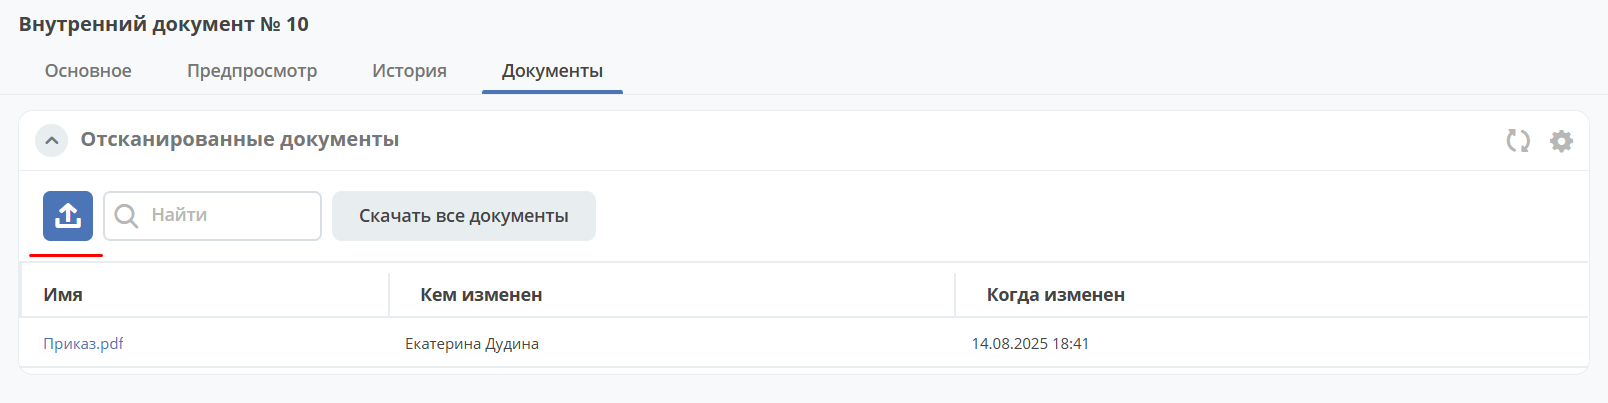 Внутренний документ № 10
Основное Предпросмотр История Документы
Отсканированные документы
Найти Скачать все документы
Имя Кем изменен Когда изменен
Приказ.pdf Екатерина Дудина 14.08.2025 18:41